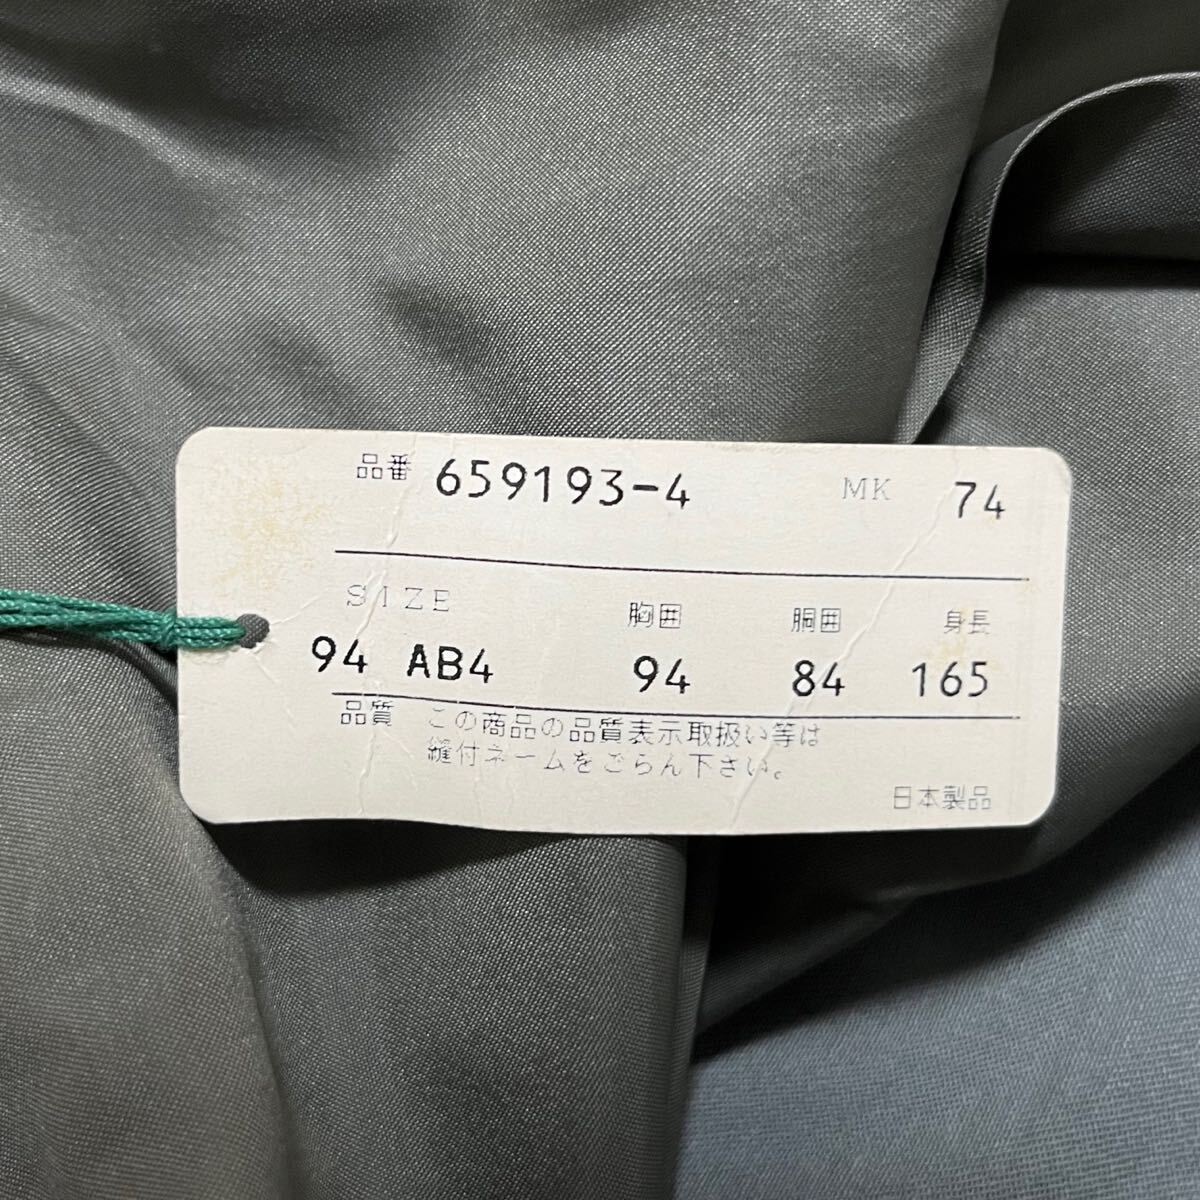 品番 659193-4 MK 74
SIZE 胸囲 胴囲 身長
94 AB4 94 84 165
品質 この商品の品質表示取扱い等は
縫付ネームをごらん下さい。
日本製品